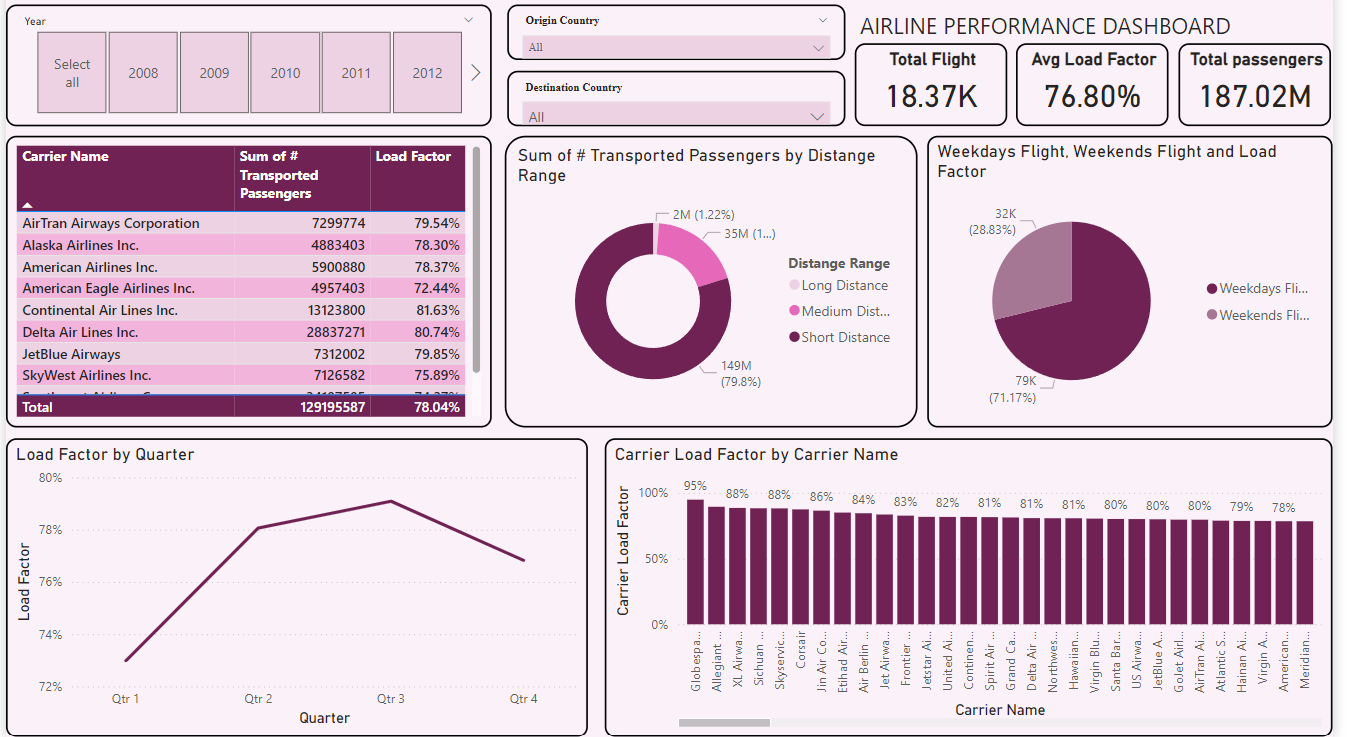 Year
Select
all
2008
2009
2010
2011
2012
Origin Country
All
Destination Country
All
AIRLINE PERFORMANCE DASHBOARD
Total Flight
18.37K
Avg Load Factor
76.80%
Total passengers
187.02M
Carrier Name
Sum of #
Transported
Passengers
Load Factor
AirTran Airways Corporation 7299774 79.54%
Alaska Airlines Inc. 4883403 78.30%
American Airlines Inc. 5900880 78.37%
American Eagle Airlines Inc. 4957403 72.44%
Continental Air Lines Inc. 13123800 81.63%
Delta Air Lines Inc. 28837271 80.74%
JetBlue Airways 7312002 79.85%
SkyWest Airlines Inc. 7126582 75.89%
Total 129195587 78.04%
Sum of # Transported Passengers by Distange
Range
2M (1.22%)
35M (1...)
149M
(79.8%)
Distange Range
Long Distance
Medium Dist...
Short Distance
Weekdays Flight, Weekends Flight and Load
Factor
32K
(28.83%)
79K
(71.17%)
Weekdays Fli...
Weekends Fli...
Load Factor by Quarter
Load Factor
80%
78%
76%
74%
72%
Qtr 1
Qtr 2
Qtr 3
Qtr 4
Quarter
Carrier Load Factor by Carrier Name
Carrier Load Factor
100%
50%
0%
95%
88%
88%
86%
84%
83%
82%
81%
81%
81%
80%
80%
80%
79%
78%
Globespa...
Allegiant ...
XL Airwa...
Sichuan ...
Skyservic...
Corsair
Jin Air Co...
Etihad Air...
Air Berlin ...
Jet Airwa...
Frontier ...
Jetstar Ai...
United Ai...
Continen...
Spirit Air ...
Grand Ca...
Delta Air ...
Northwes...
Hawaiian...
Virgin Blu...
Santa Bar...
US Airwa...
JetBlue A...
GoJet Airl...
AirTran Ai...
Atlantic S...
Hainan Ai...
Virgin A...
American...
Meridian...
Carrier Name